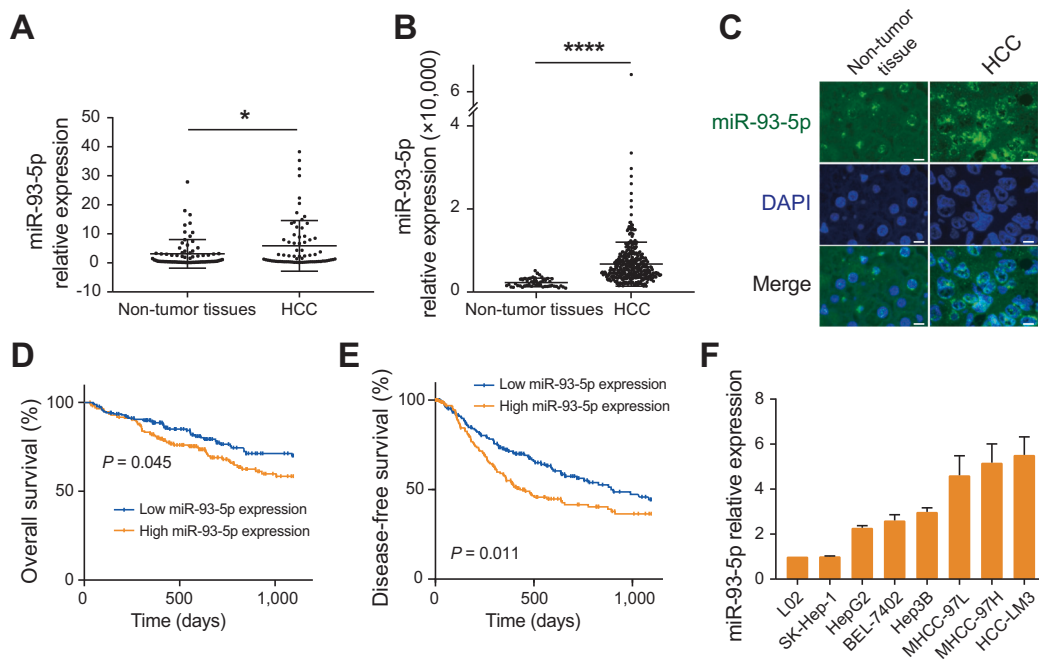 A
miR-93-5p
relative expression
50
40
30
20
10
0
-10
*
Non-tumor tissues
HCC
B
miR-93-5p
relative expression (×10,000)
6
4
2
0
****
Non-tumor tissues
HCC
C
Non-tumor
tissue
HCC
miR-93-5p
DAPI
Merge
D
Overall survival (%)
100
50
0
P = 0.045
Low miR-93-5p expression
High miR-93-5p expression
0
500
1,000
Time (days)
E
Disease-free survival (%)
100
50
0
Low miR-93-5p expression
High miR-93-5p expression
P = 0.011
0
500
1,000
Time (days)
F
miR-93-5p relative expression
8
6
4
2
0
L02
SK-Hep-1
HepG2
BEL-7402
Hep3B
MHCC-97L
MHCC-97H
HCC-LM3